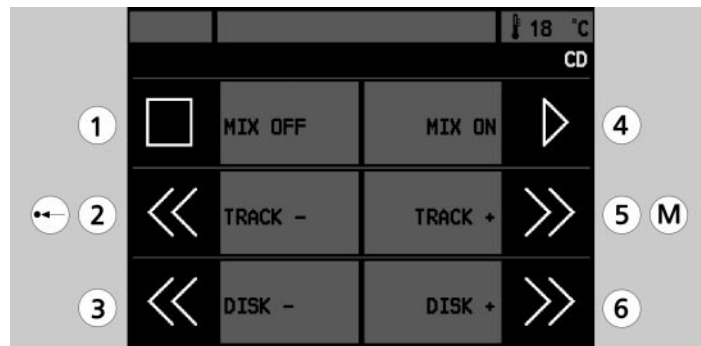 18 °C
CD
1 MIX OFF MIX ON 4
2 TRACK - TRACK + 5 M
3 DISK - DISK + 6